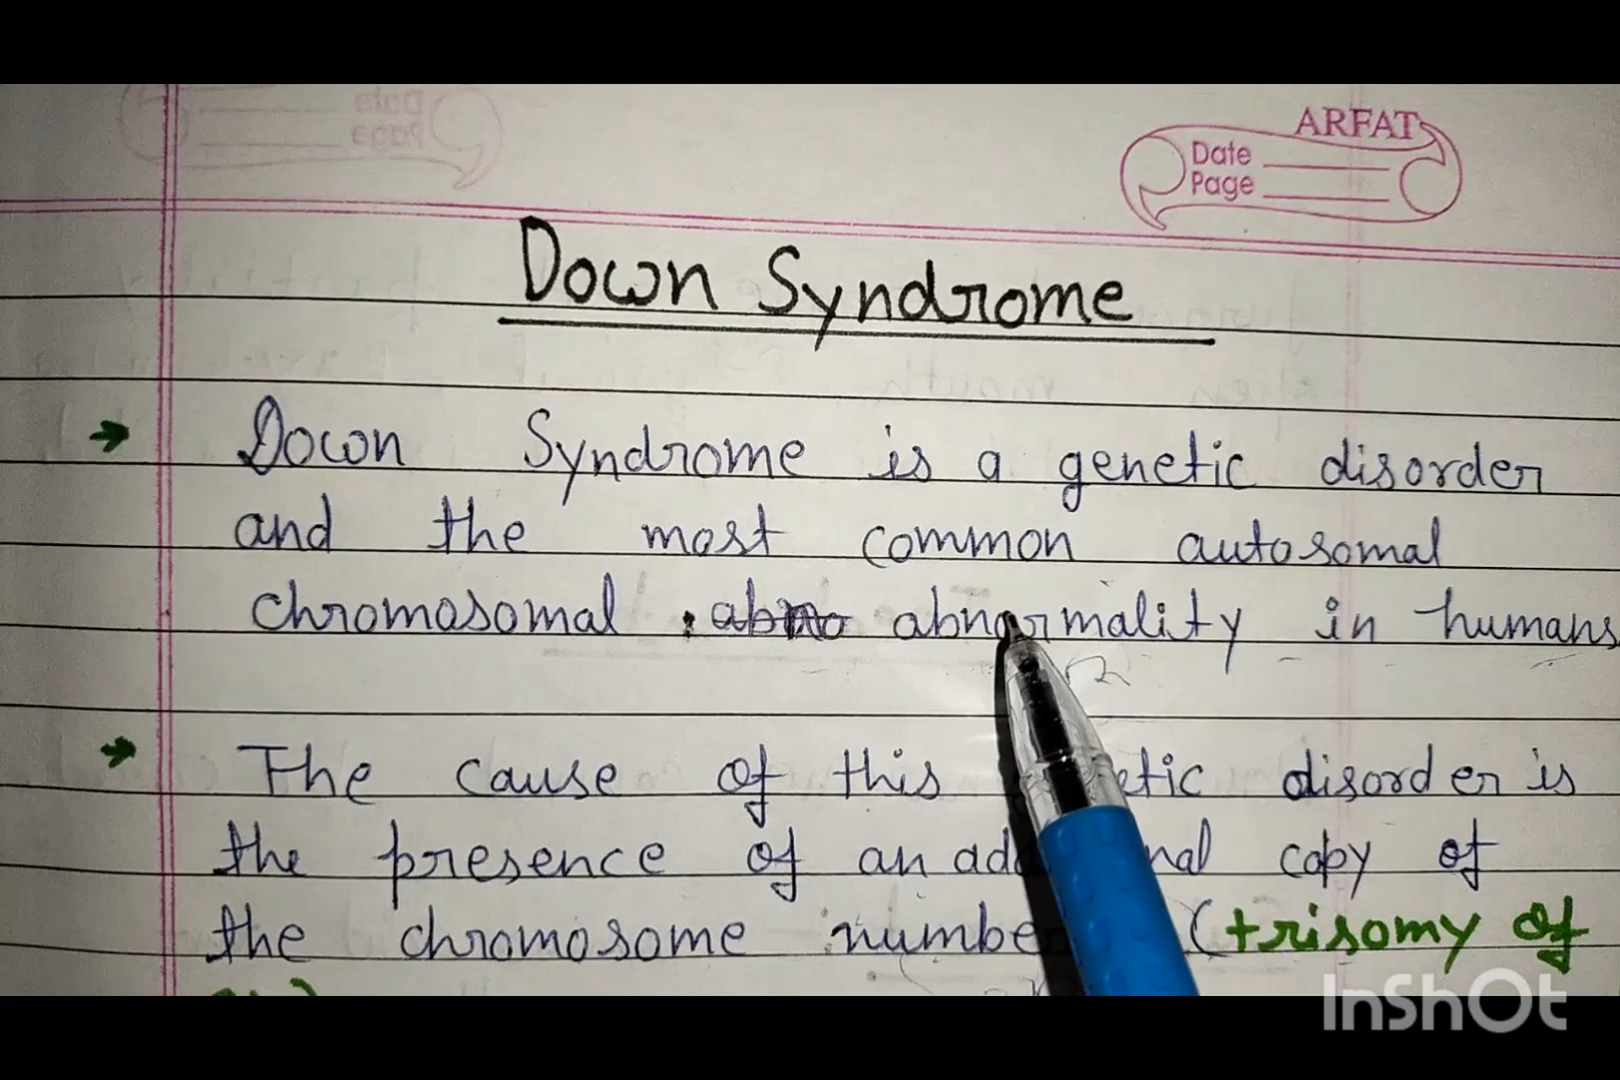 ARFAT
Date
Page
Down Syndrome
Down Syndrome is a genetic disorder
and the most common autosomal
chromosomal abno abnormality in humans
The cause of this etic disorder is
the presence of an add nal copy of
the chromosome numbe (trisomy of
InShOt